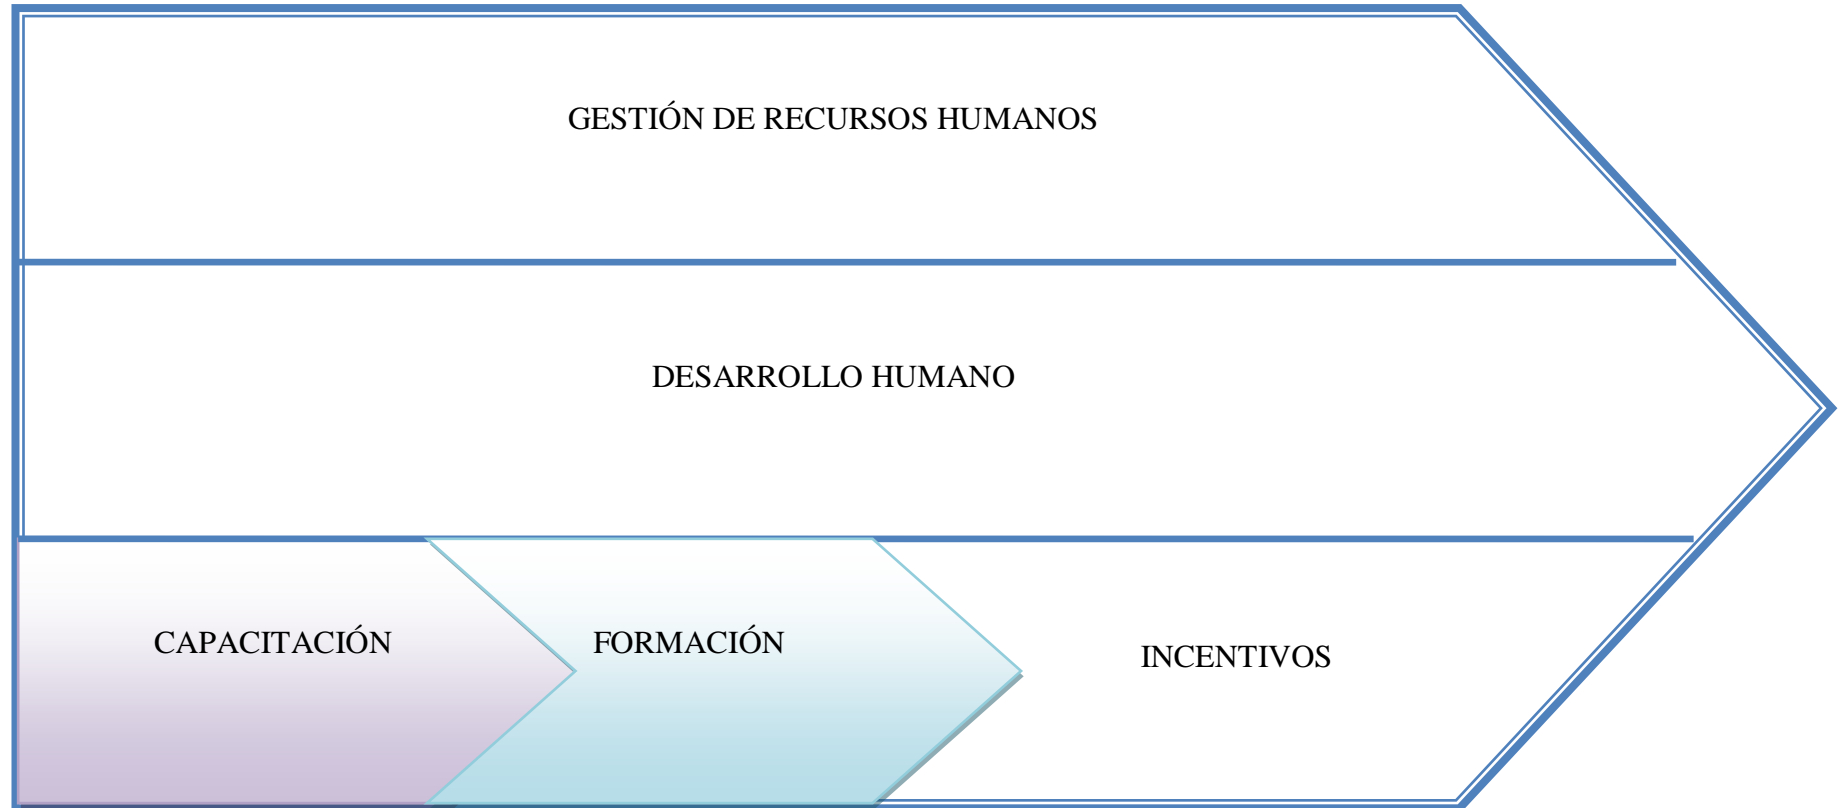 GESTIÓN DE RECURSOS HUMANOS
DESARROLLO HUMANO
CAPACITACIÓN
FORMACIÓN
INCENTIVOS